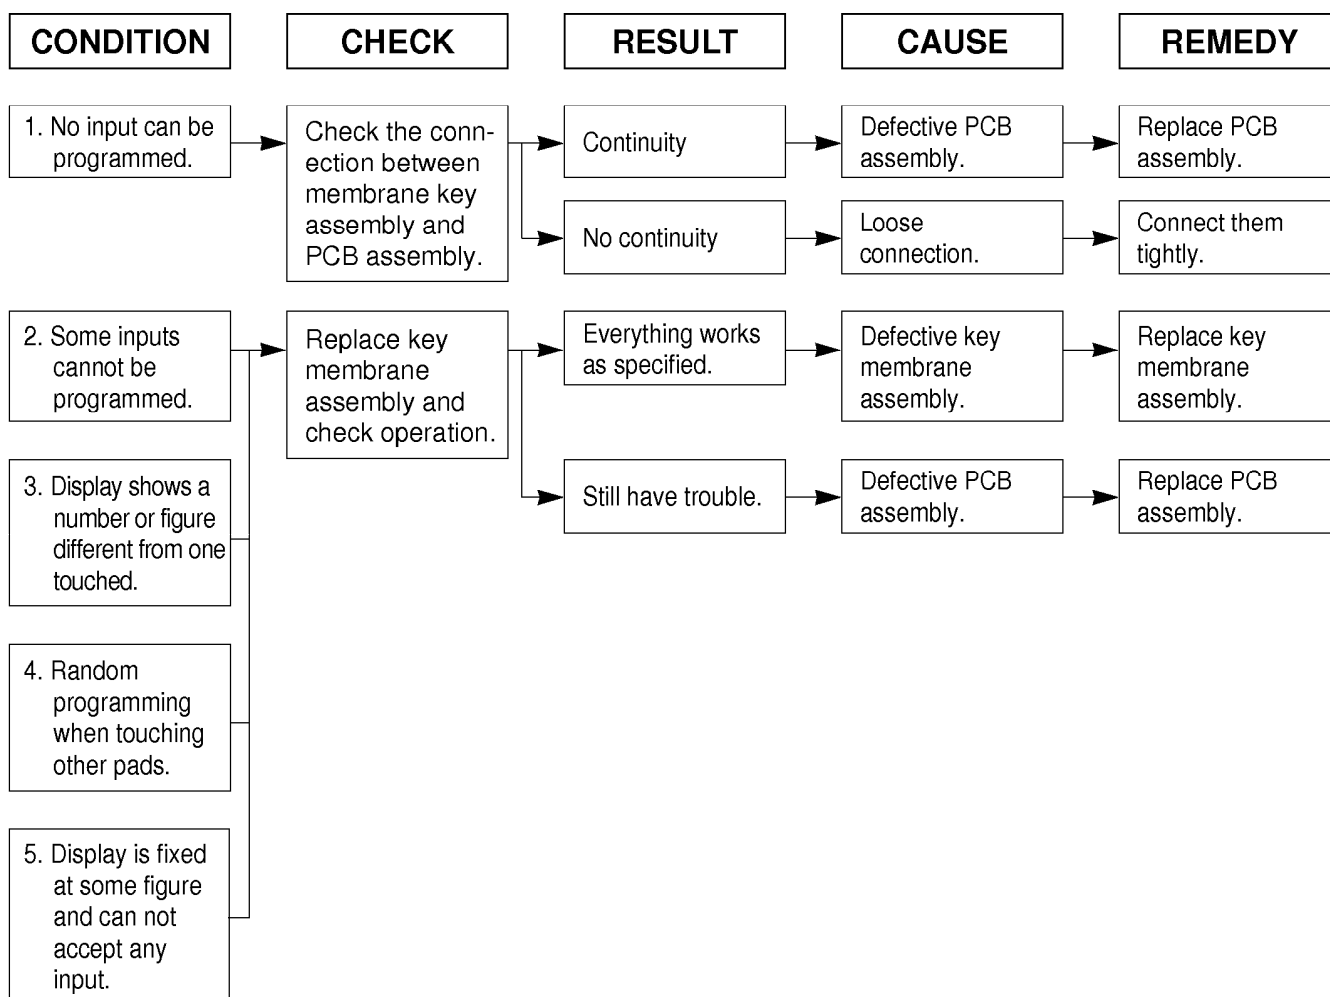 CONDITION
CHECK
RESULT
CAUSE
REMEDY
1. No input can be
programmed.
Check the conn-
ection between
membrane key
assembly and
PCB assembly.
Continuity
Defective PCB
assembly.
Replace PCB
assembly.
No continuity
Loose
connection.
Connect them
tightly.
2. Some inputs
cannot be
programmed.
Replace key
membrane
assembly and
check operation.
Everything works
as specified.
Defective key
membrane
assembly.
Replace key
membrane
assembly.
3. Display shows a
number or figure
different from one
touched.
Still have trouble.
Defective PCB
assembly.
Replace PCB
assembly.
4. Random
programming
when touching
other pads.
5. Display is fixed
at some figure
and can not
accept any
input.